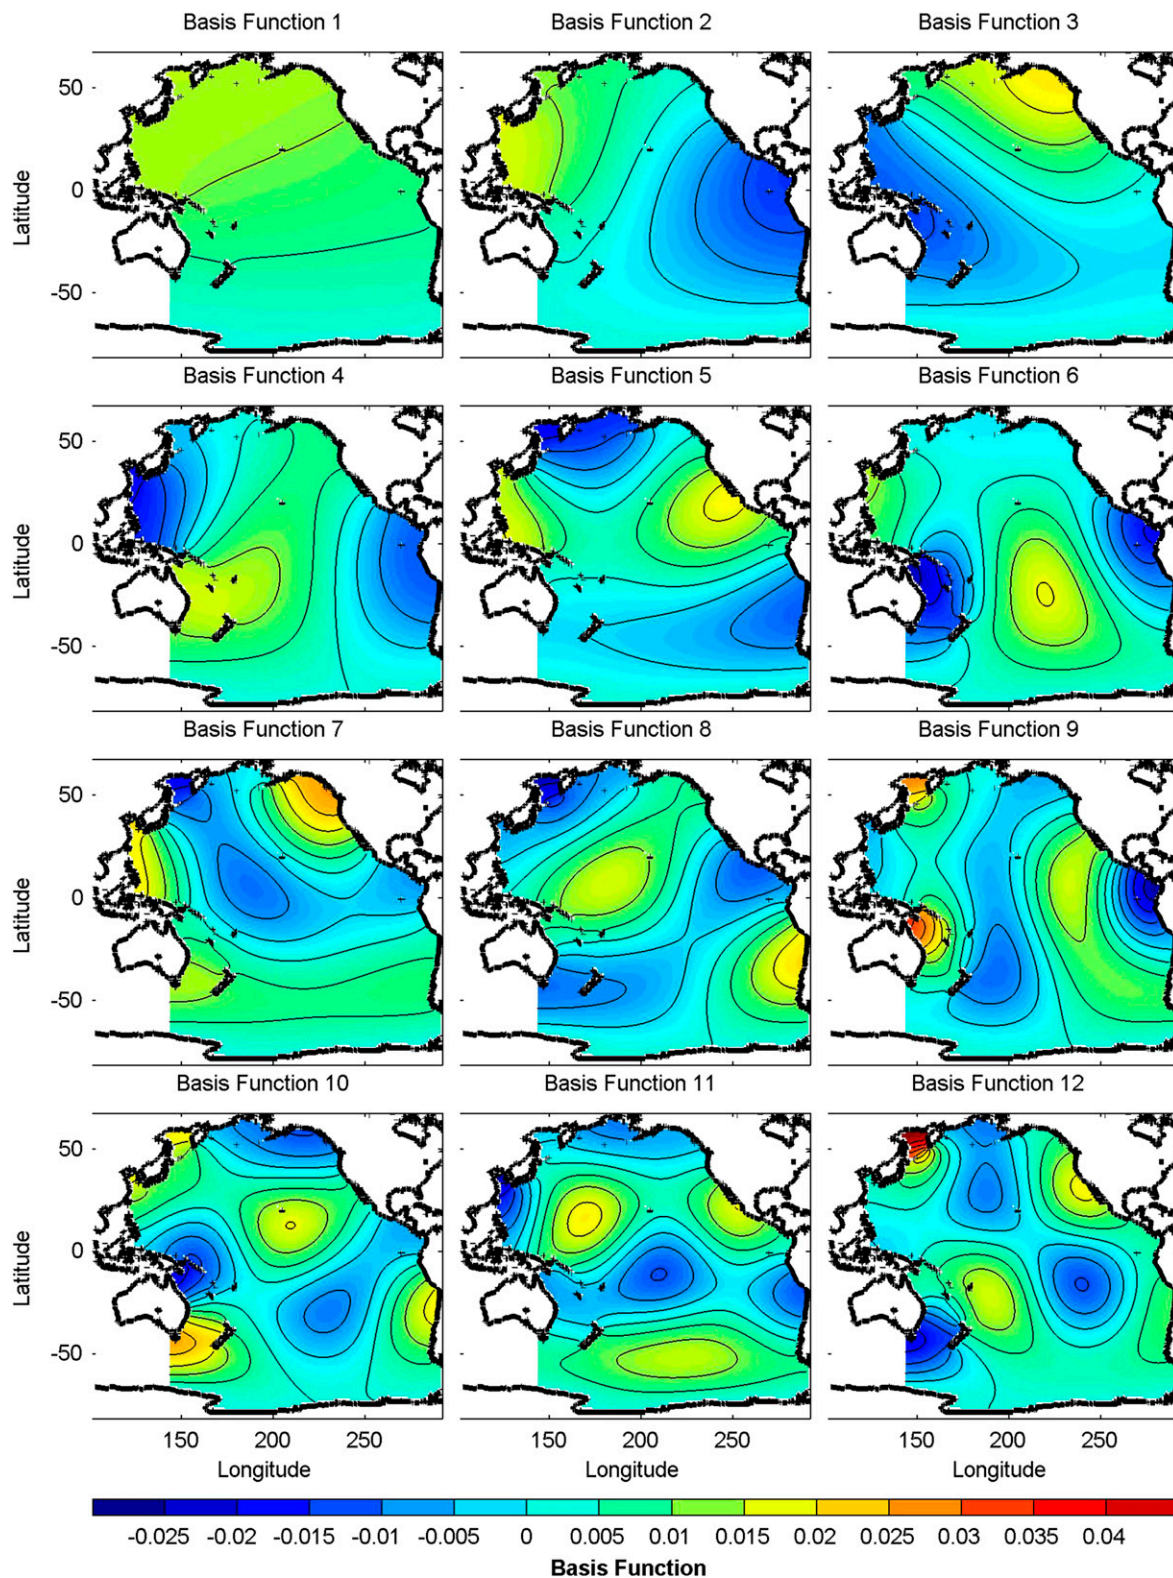 Basis Function 1 Basis Function 2 Basis Function 3
50
0
-50
Latitude
Basis Function 4 Basis Function 5 Basis Function 6
50
0
-50
Latitude
Basis Function 7 Basis Function 8 Basis Function 9
50
0
-50
Latitude
Basis Function 10 Basis Function 11 Basis Function 12
50
0
-50
Latitude
150 200 250 150 200 250 150 200 250
Longitude Longitude Longitude
-0.025 -0.02 -0.015 -0.01 -0.005 0 0.005 0.01 0.015 0.02 0.025 0.03 0.035 0.04
Basis Function